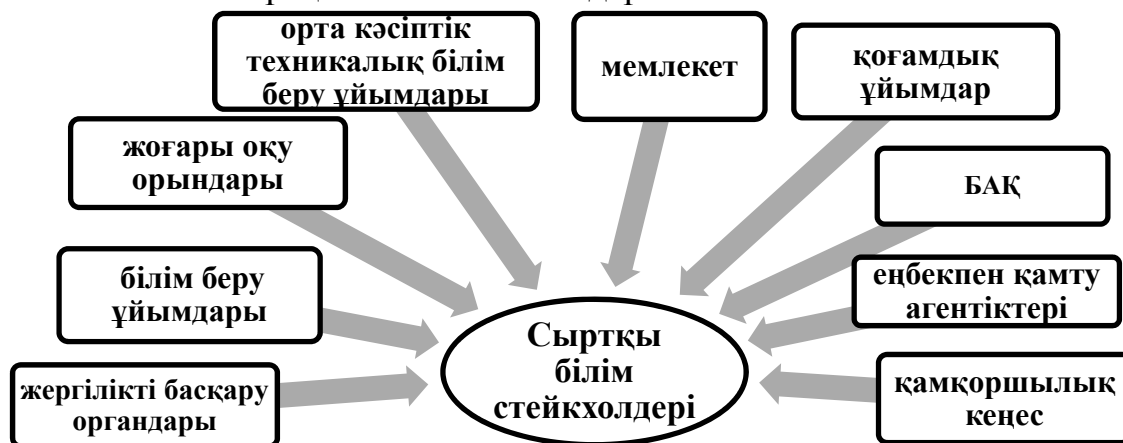 орта кәсіптік
техникалық білім
беру ұйымдары
мемлекет
қоғамдық
ұйымдар
жоғары оқу
орындары
БАҚ
білім беру
ұйымдары
еңбекпен қамту
агентіктері
Сыртқы
білім
стейкхолдері
жергілікті басқару
органдары
қамқоршылық
кеңес